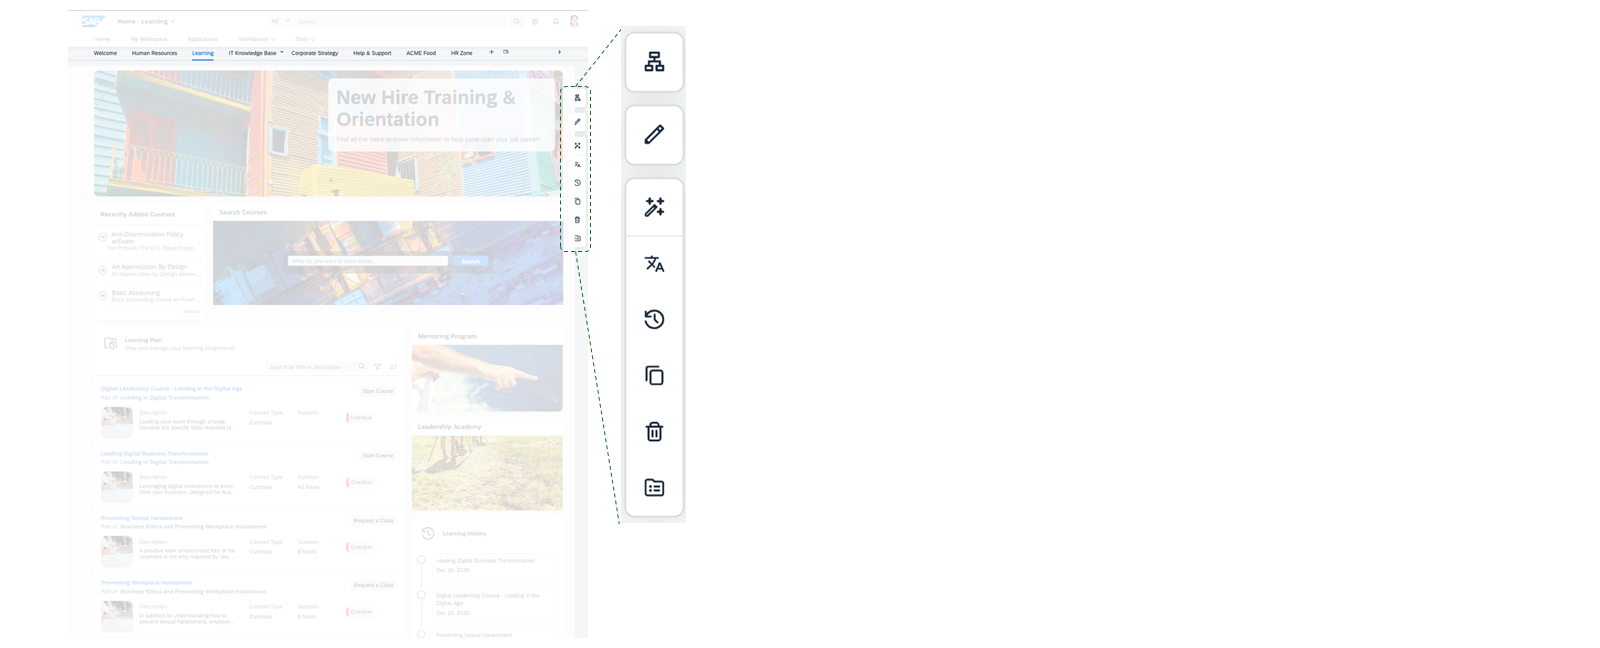 SAP
Home - Learning
All
Search
Home
My Workspace
Applications
Workspaces
Tools
Welcome
Human Resources
Learning
IT Knowledge Base
Corporate Strategy
Help & Support
ACME Food
HR Zone
New Hire Training &
Orientation
Find all the need-to-know information to help jump-start your job career!
Recently Added Courses
Anti-Discrimination Policy
w/Exam
The Problem The U.S. Equal Emplo...
Art Appreciation By Design
Art Appreciation by Design
Basic Accounting
Basic Accounting course for Finan...
View All
Search Courses
What do you want to learn today...
Search
Learning Plan
View and manage your learning assignments
Search by title or description
Digital Leadership Course - Leading in the Digital Age
Start Course
Part of Leading in Digital Transformation
Description
Content Type
Duration
Leading your team through change.
Curricula
Overdue
Develop the specific skills required to...
Leading Digital Business Transformation
Start Course
Part of Leading in Digital Transformation
Description
Content Type
Duration
Leveraging digital innovations to trans-
Curricula
40 hours
Overdue
form your business. Designed for bus...
Preventing Sexual Harassment
Request a Class
Part of Business Ethics and Preventing Workplace Harassment
Description
Content Type
Duration
A positive work environment free of ha
Curricula
8 hours
Overdue
rassment is not only required by law, ...
Preventing Workplace Harassment
Request a Class
Part of Business Ethics and Preventing Workplace Harassment
Description
Content Type
Duration
In addition to understanding how to
Curricula
8 hours
Overdue
prevent sexual harassment, employe...
Mentoring Program
Leadership Academy
Learning History
Leading Digital Business Transformation
Dec 16, 2020
Digital Leadership Course - Leading in the
Digital Age
Dec 15, 2020
Preventing Sexual Harassment